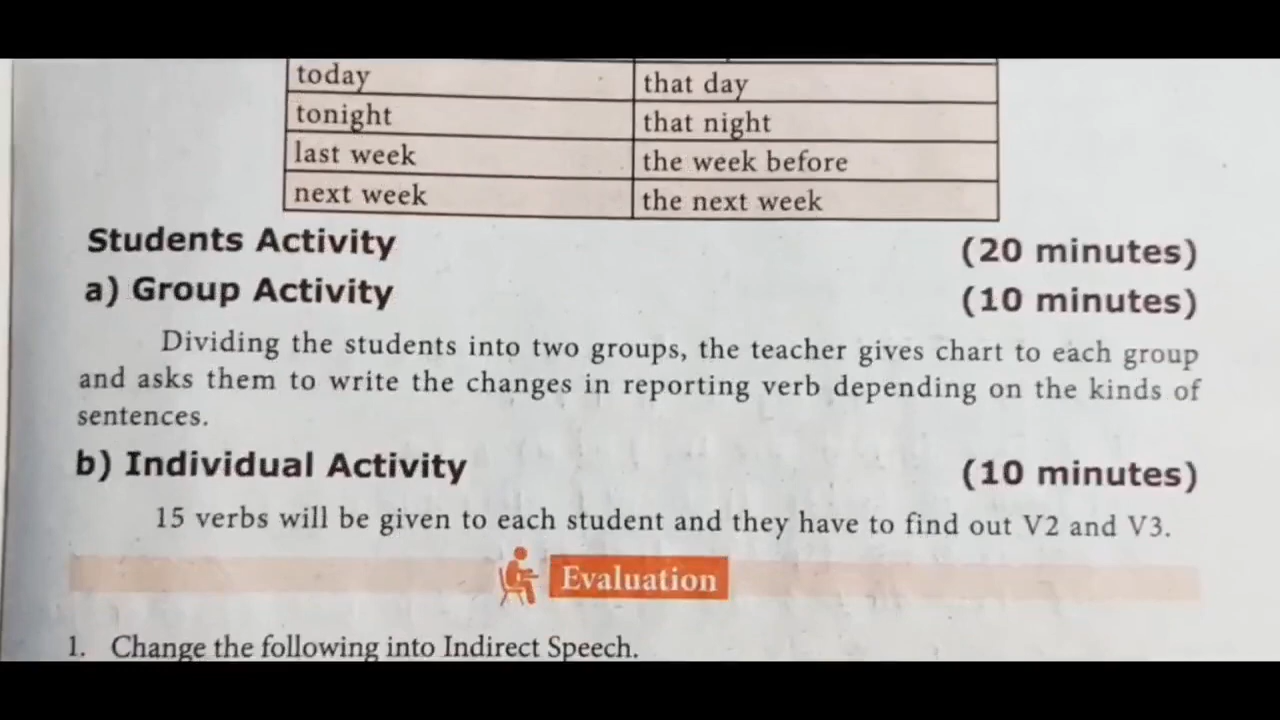 today that day
tonight that night
last week the week before
next week the next week
Students Activity (20 minutes)
a) Group Activity (10 minutes)
Dividing the students into two groups, the teacher gives chart to each group
and asks them to write the changes in reporting verb depending on the kinds of
sentences.
b) Individual Activity (10 minutes)
15 verbs will be given to each student and they have to find out V2 and V3.
Evaluation
1. Change the following into Indirect Speech.